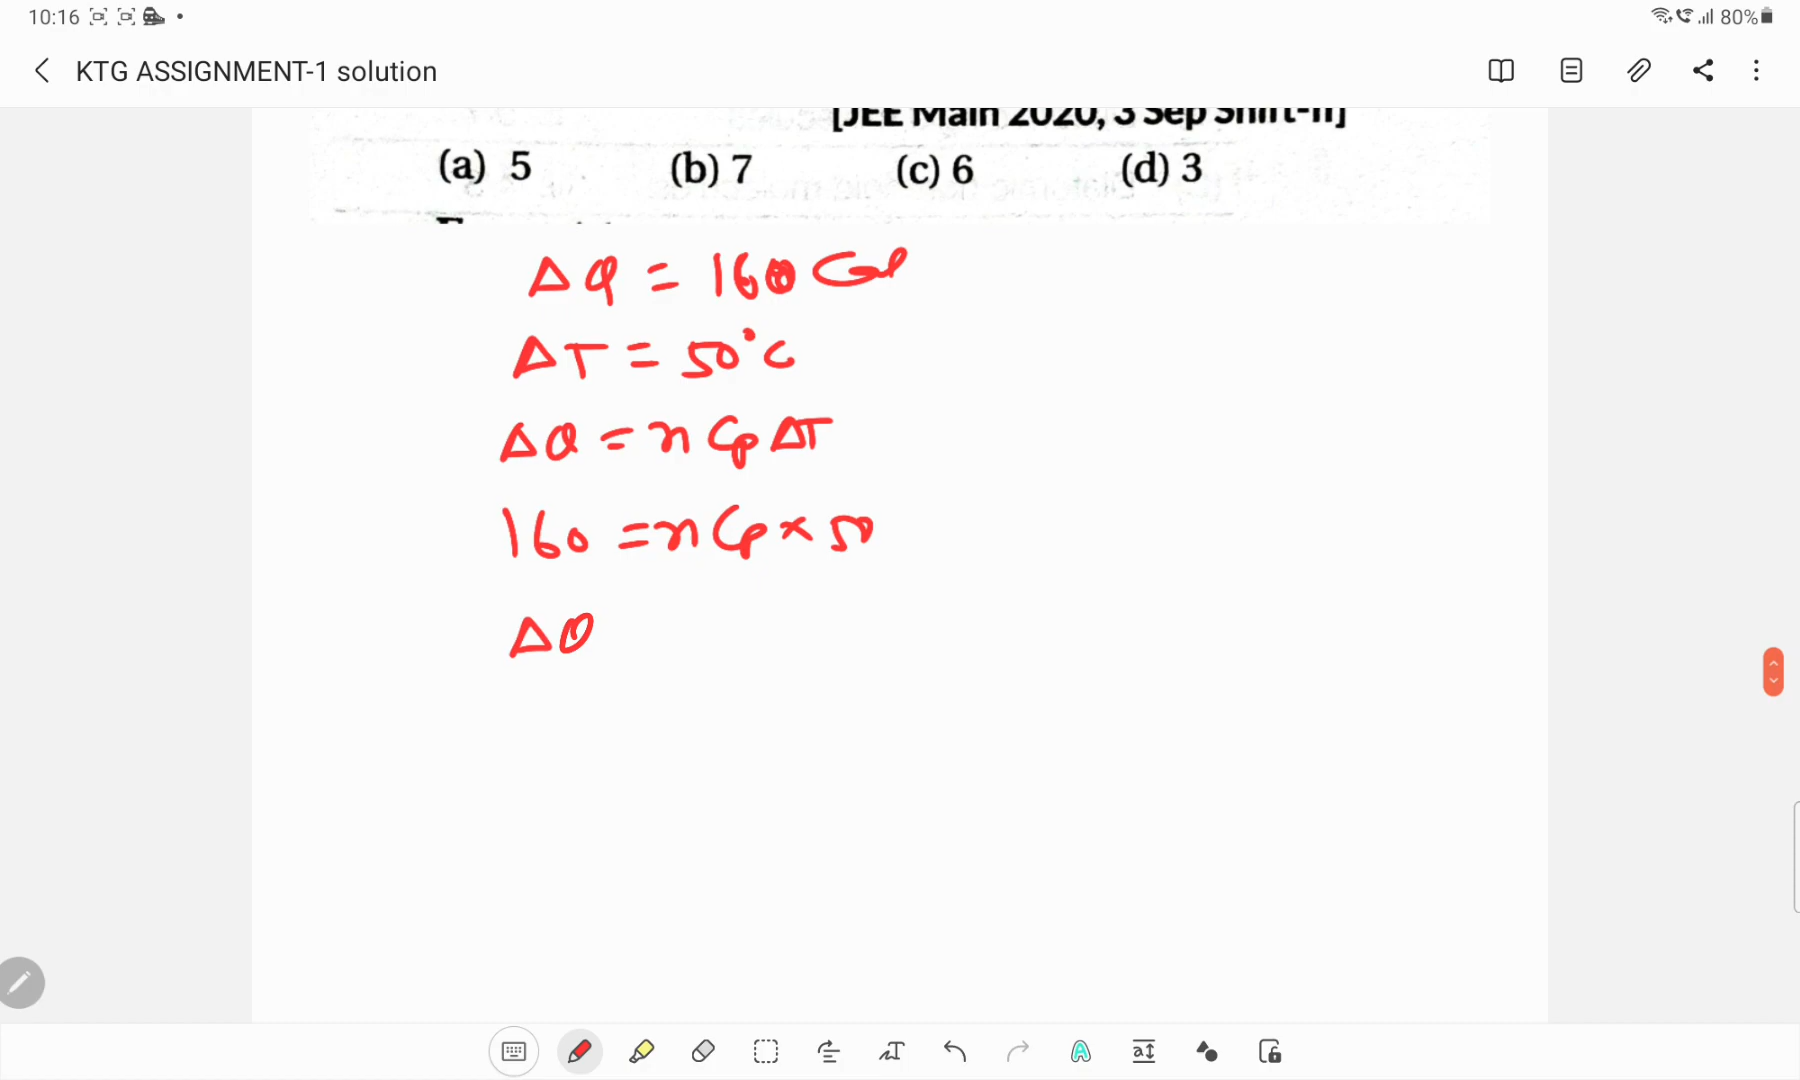 10:16 80%
KTG ASSIGNMENT-1 solution
[JEE Main 2020, 3 Sep Shift-II]
(a) 5 (b) 7 (c) 6 (d) 3
ΔQ = 160 Cal
ΔT = 50°C
ΔQ = n Cp ΔT
160 = n Cp × 50
ΔQ